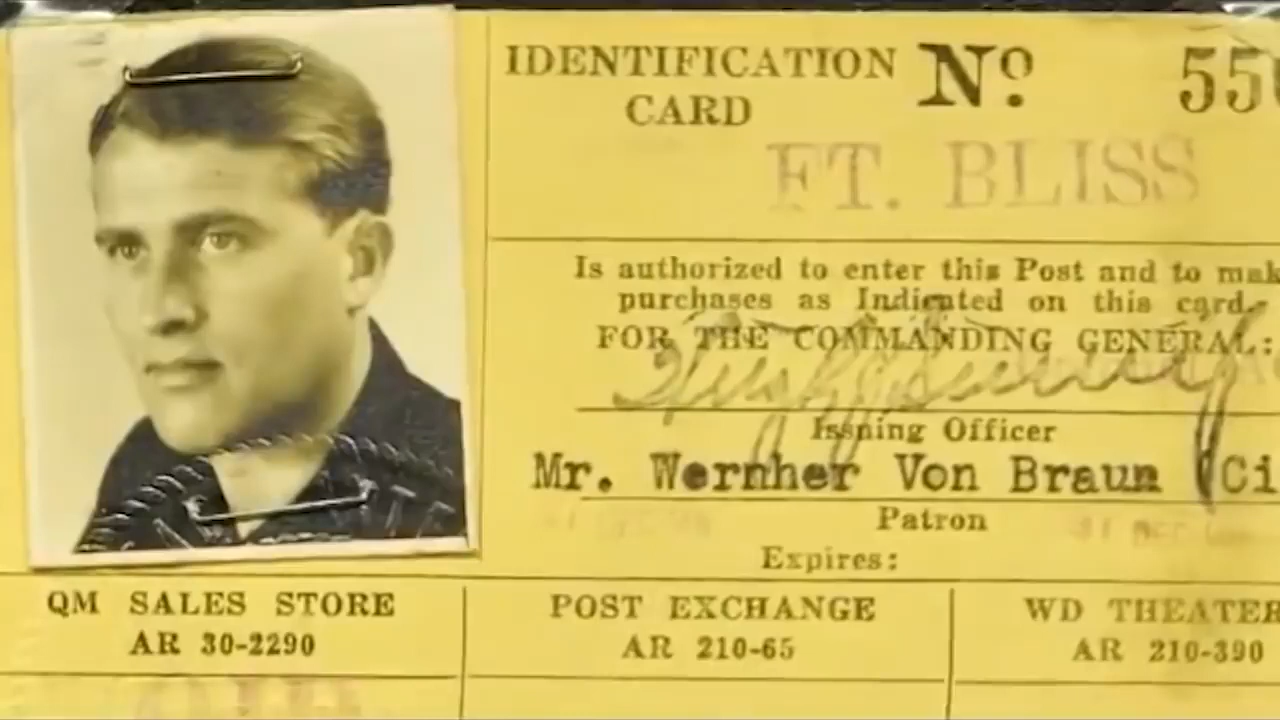 IDENTIFICATION CARD
Nº 55
FT. BLISS
Is authorized to enter this Post and to mak
purchases as Indicated on this card.
FOR THE COMMANDING GENERAL:
Issuing Officer
Mr. Wernher Von Braun (Ci
Patron
Expires:
QM SALES STORE
AR 30-2290
POST EXCHANGE
AR 210-65
WD THEATER
AR 210-390